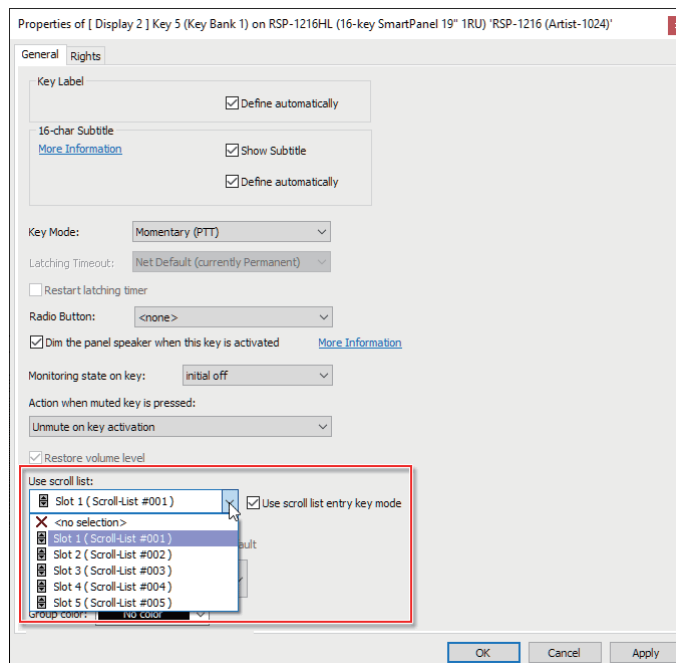 Properties of [ Display 2 ] Key 5 (Key Bank 1) on RSP-1216HL (16-key SmartPanel 19" 1RU) 'RSP-1216 (Artist-1024)'
General Rights
Key Label
Define automatically
16-char Subtitle
More Information Show Subtitle
Define automatically
Key Mode: Momentary (PTT)
Latching Timeout: Net Default (currently Permanent)
Restart latching timer
Radio Button: <none>
Dim the panel speaker when this key is activated More Information
Monitoring state on key: initial off
Action when muted key is pressed:
Unmute on key activation
Restore volume level
Use scroll list:
Slot 1 ( Scroll-List #001 ) Use scroll list entry key mode
<no selection>
Slot 1 ( Scroll-List #001 )
Slot 2 ( Scroll-List #002 )
Slot 3 ( Scroll-List #003 )
Slot 4 ( Scroll-List #004 )
Slot 5 ( Scroll-List #005 )
Group color: No color
OK Cancel Apply